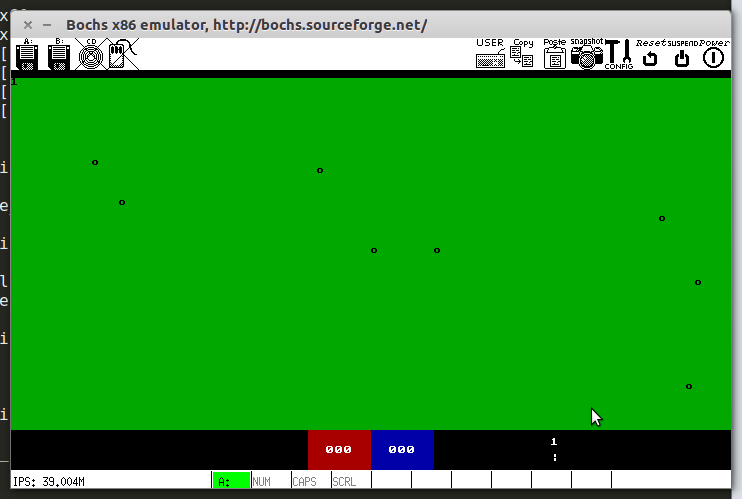 Bochs x86 emulator, http://bochs.sourceforge.net/
A: B: CD USER Copy Paste snapshot CONFIG Reset SUSPEND Power
1
o
o
o
o
o
o
o
o
000 000 1
¦
IPS: 39.004M A: NUM CAPS SCRL
x
[
[
[
[
i
e
i
l
e
i
i